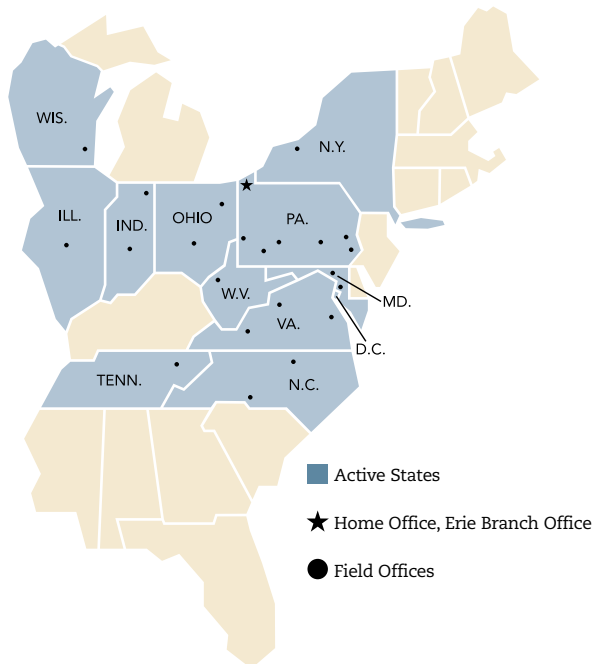 WIS.
N.Y.
ILL.
IND.
OHIO
PA.
W.V.
MD.
VA.
D.C.
TENN.
N.C.
Active States
Home Office, Erie Branch Office
Field Offices